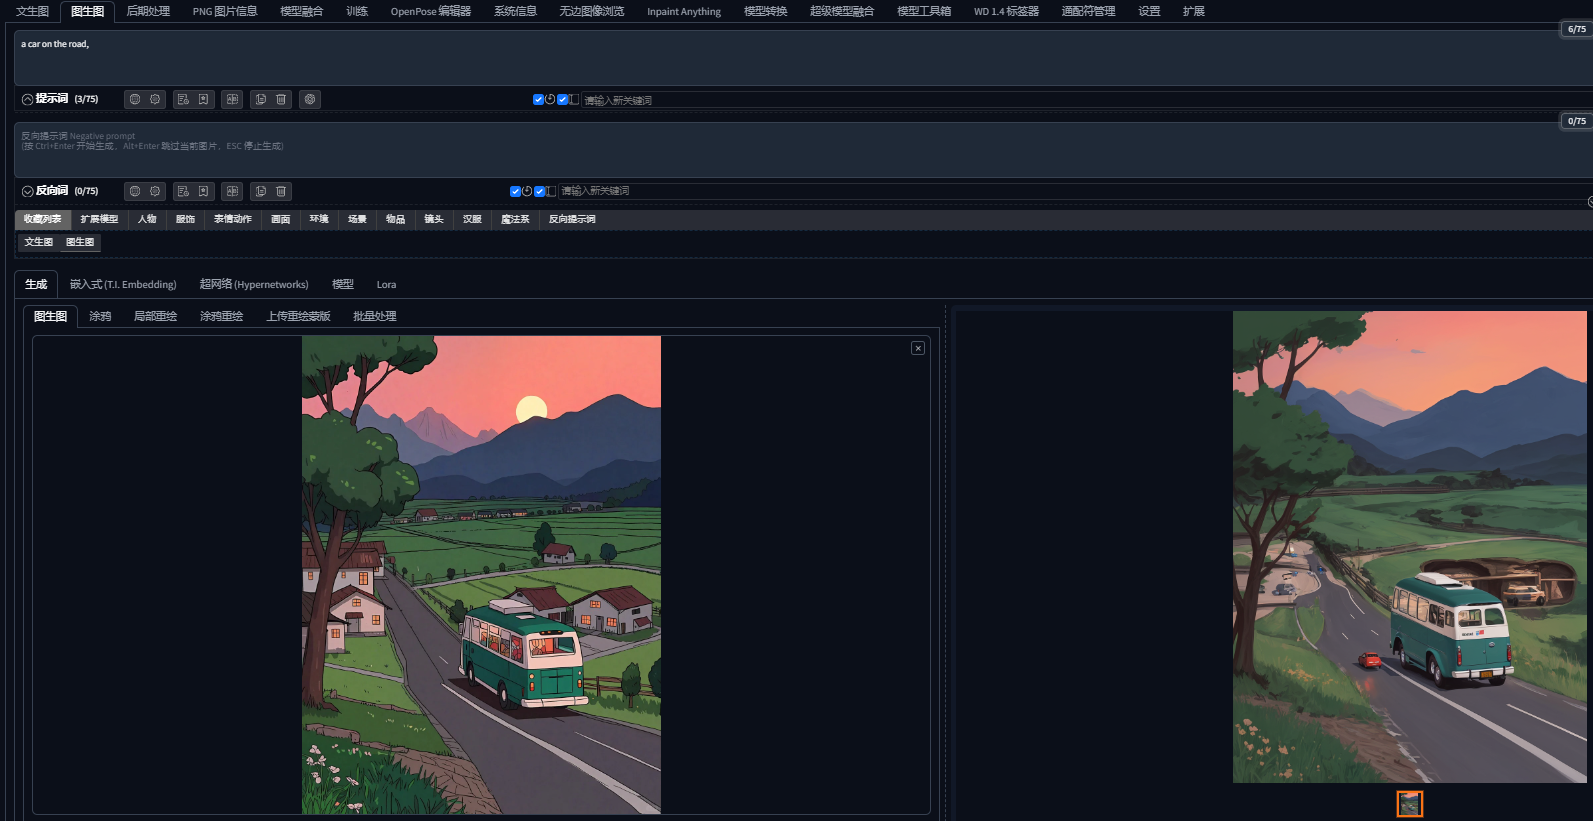 文生图 图生图 后期处理 PNG 图片信息 模型融合 训练 OpenPose 编辑器 系统信息 无边图像浏览 Inpaint Anything 模型转换 超级模型融合 模型工具箱 WD 1.4 标签器 通配符管理 设置 扩展
6/75
a car on the road,
提示词 (3/75) 请输入新关键词
0/75
反向提示词 Negative prompt
(按 Ctrl+Enter 开始生成, Alt+Enter 跳过当前图片, ESC 停止生成)
反向词 (0/75) 请输入新关键词
收藏列表 扩展模型 人物 服饰 表情动作 画面 环境 场景 物品 镜头 汉服 魔法系 反向提示词
文生图 图生图
生成 嵌入式 (T.I. Embedding) 超网络 (Hypernetworks) 模型 Lora
图生图 涂鸦 局部重绘 涂鸦重绘 上传重绘蒙版 批量处理